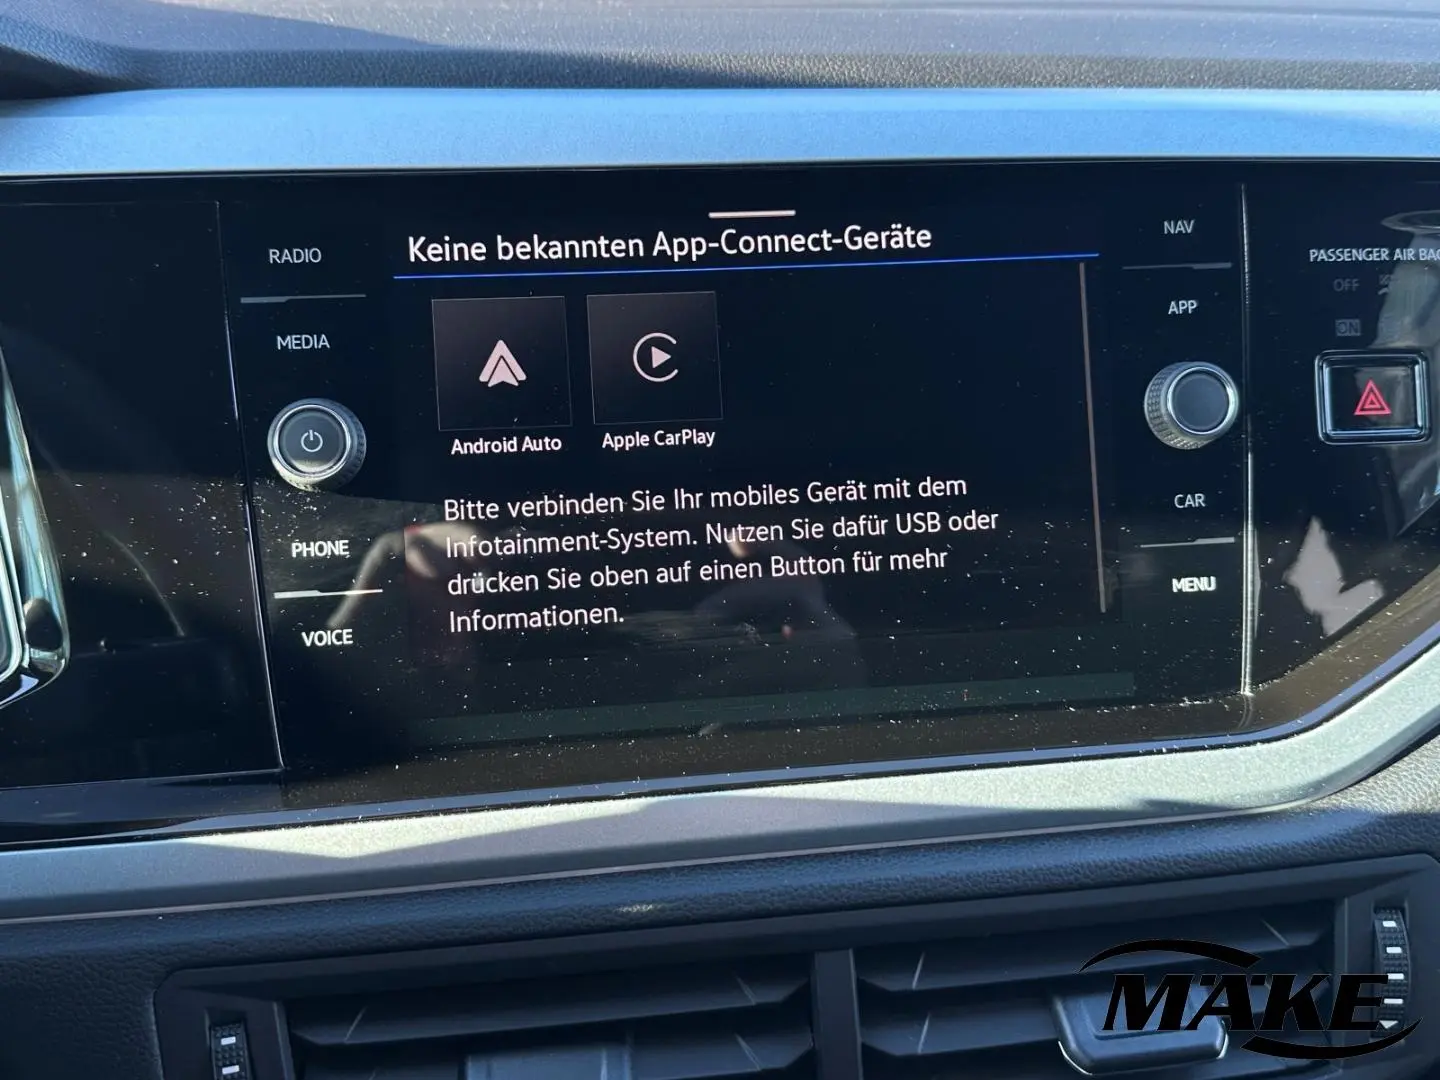 Keine bekannten App-Connect-Geräte
RADIO
MEDIA
PHONE
VOICE
Android Auto
Apple CarPlay
Bitte verbinden Sie Ihr mobiles Gerät mit dem
Infotainment-System. Nutzen Sie dafür USB oder
drücken Sie oben auf einen Button für mehr
Informationen.
NAV
APP
CAR
MENU
PASSENGER AIR BAG
OFF
ON
MÄKE